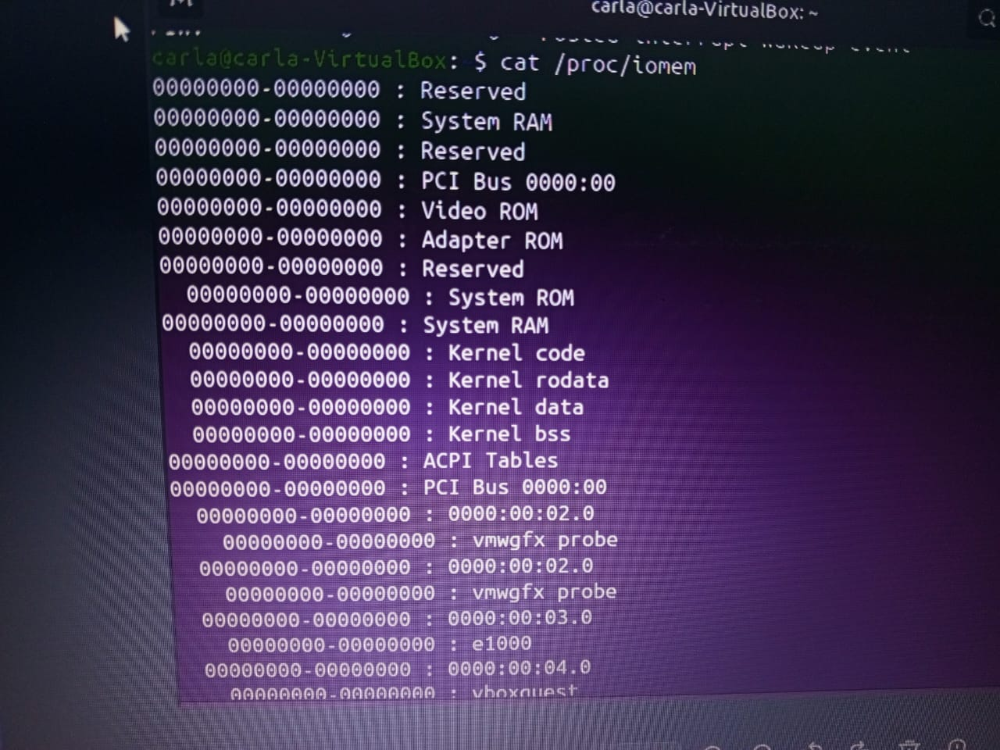 carla@carla-VirtualBox: ~
carla@carla-VirtualBox: $ cat /proc/iomem
00000000-00000000 : Reserved
00000000-00000000 : System RAM
00000000-00000000 : Reserved
00000000-00000000 : PCI Bus 0000:00
00000000-00000000 : Video ROM
00000000-00000000 : Adapter ROM
00000000-00000000 : Reserved
00000000-00000000 : System ROM
00000000-00000000 : System RAM
00000000-00000000 : Kernel code
00000000-00000000 : Kernel rodata
00000000-00000000 : Kernel data
00000000-00000000 : Kernel bss
00000000-00000000 : ACPI Tables
00000000-00000000 : PCI Bus 0000:00
00000000-00000000 : 0000:00:02.0
00000000-00000000 : vmwgfx probe
00000000-00000000 : 0000:00:02.0
00000000-00000000 : vmwgfx probe
00000000-00000000 : 0000:00:03.0
00000000-00000000 : e1000
00000000-00000000 : 0000:00:04.0
00000000-00000000 : vboxguest